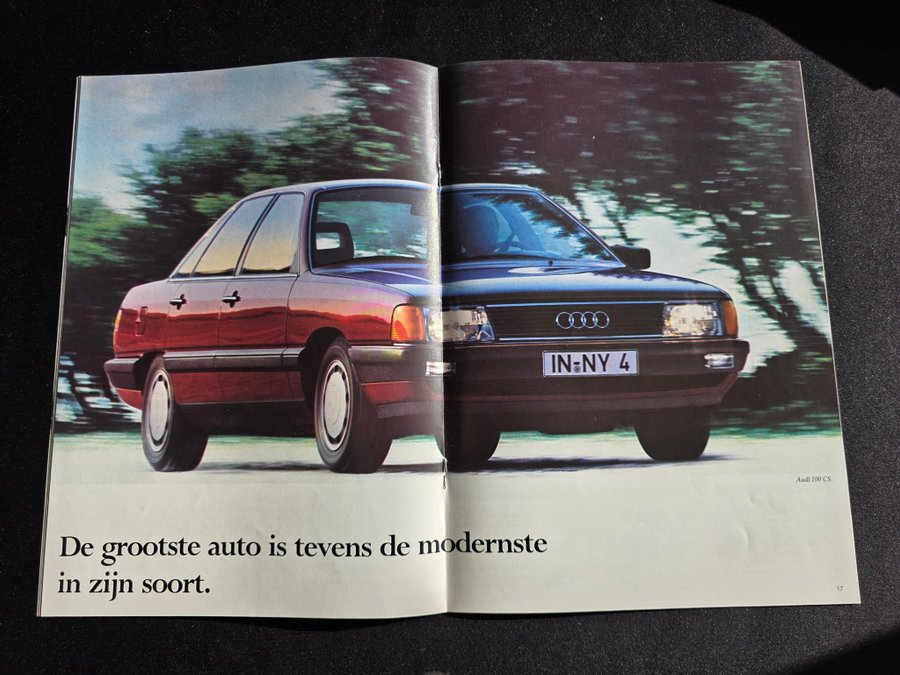 IN-NY 4
Audi 100 CS.
De grootste auto is tevens de modernste
in zijn soort.
17